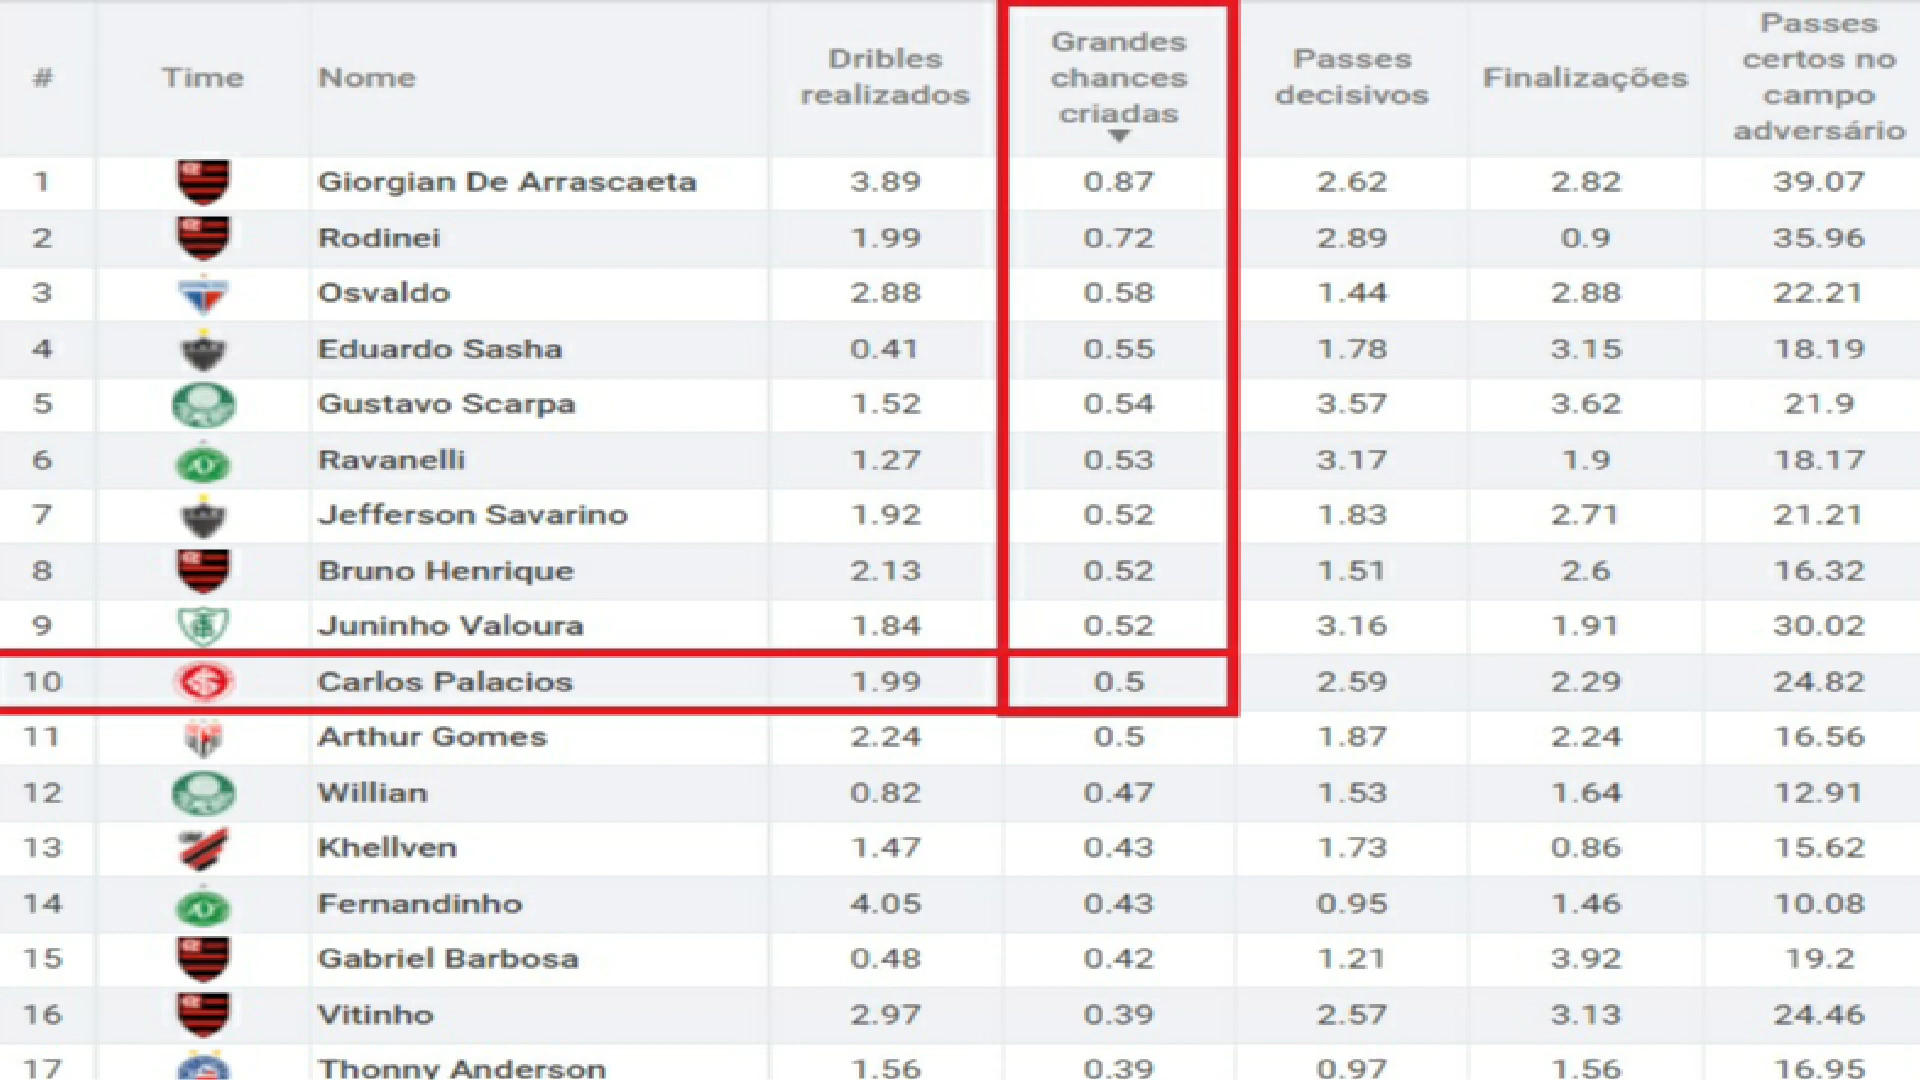 # Time Nome Dribles realizados Grandes chances criadas Passes decisivos Finalizações Passes certos no campo adversário
1 Giorgian De Arrascaeta 3.89 0.87 2.62 2.82 39.07
2 Rodinei 1.99 0.72 2.89 0.9 35.96
3 Osvaldo 2.88 0.58 1.44 2.88 22.21
4 Eduardo Sasha 0.41 0.55 1.78 3.15 18.19
5 Gustavo Scarpa 1.52 0.54 3.57 3.62 21.9
6 Ravanelli 1.27 0.53 3.17 1.9 18.17
7 Jefferson Savarino 1.92 0.52 1.83 2.71 21.21
8 Bruno Henrique 2.13 0.52 1.51 2.6 16.32
9 Juninho Valoura 1.84 0.52 3.16 1.91 30.02
10 Carlos Palacios 1.99 0.5 2.59 2.29 24.82
11 Arthur Gomes 2.24 0.5 1.87 2.24 16.56
12 Willian 0.82 0.47 1.53 1.64 12.91
13 Khellven 1.47 0.43 1.73 0.86 15.62
14 Fernandinho 4.05 0.43 0.95 1.46 10.08
15 Gabriel Barbosa 0.48 0.42 1.21 3.92 19.2
16 Vitinho 2.97 0.39 2.57 3.13 24.46
17 Thonny Anderson 1.56 0.39 0.97 1.56 16.95